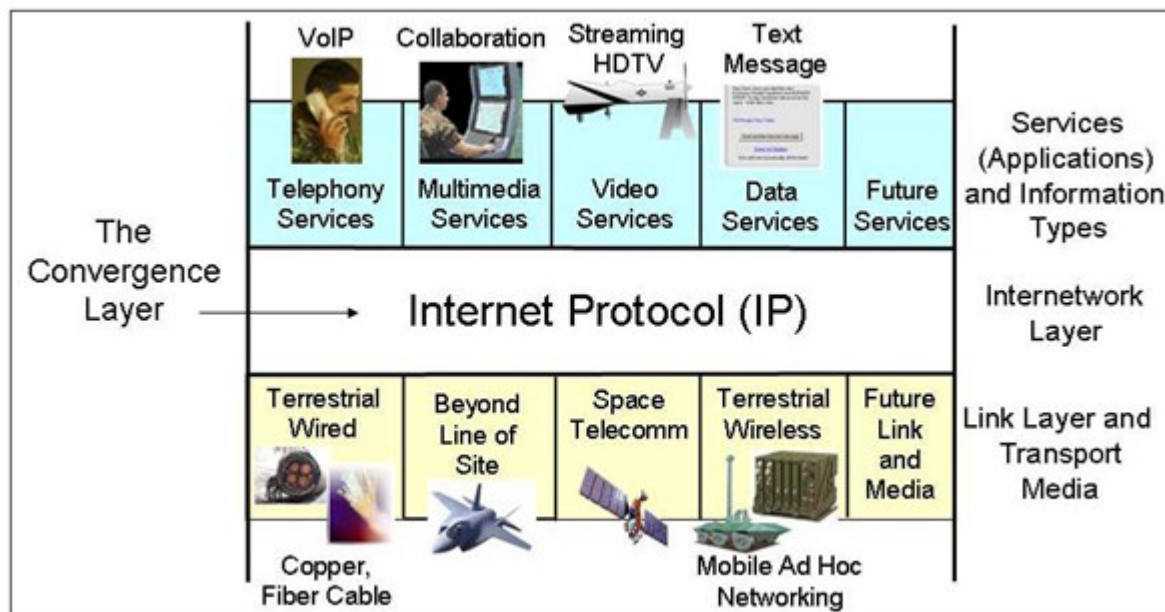 VoIP
Collaboration
Streaming
HDTV
Text
Message
Telephony
Services
Multimedia
Services
Video
Services
Data
Services
Future
Services
Services
(Applications)
and Information
Types
The
Convergence
Layer
Internet Protocol (IP)
Internetwork
Layer
Terrestrial
Wired
Beyond
Line of
Site
Space
Telecomm
Terrestrial
Wireless
Future
Link
and
Media
Link Layer and
Transport
Media
Copper,
Fiber Cable
Mobile Ad Hoc
Networking